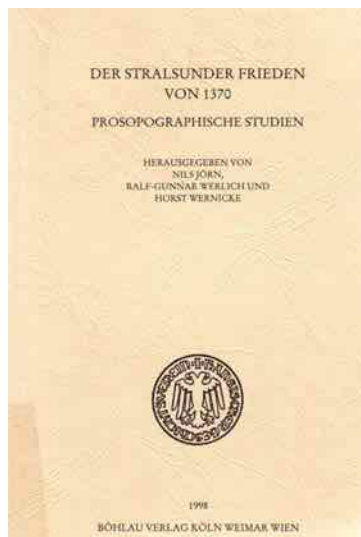 DER STRALSUNDER FRIEDEN
VON 1370
PROSOPOGRAPHISCHE STUDIEN
HERAUSGEGEBEN VON
NILS JÖRN,
RALF-GUNNAR WERLICH UND
HORST WERNICKE
1998
BÖHLAU VERLAG KÖLN WEIMAR WIEN